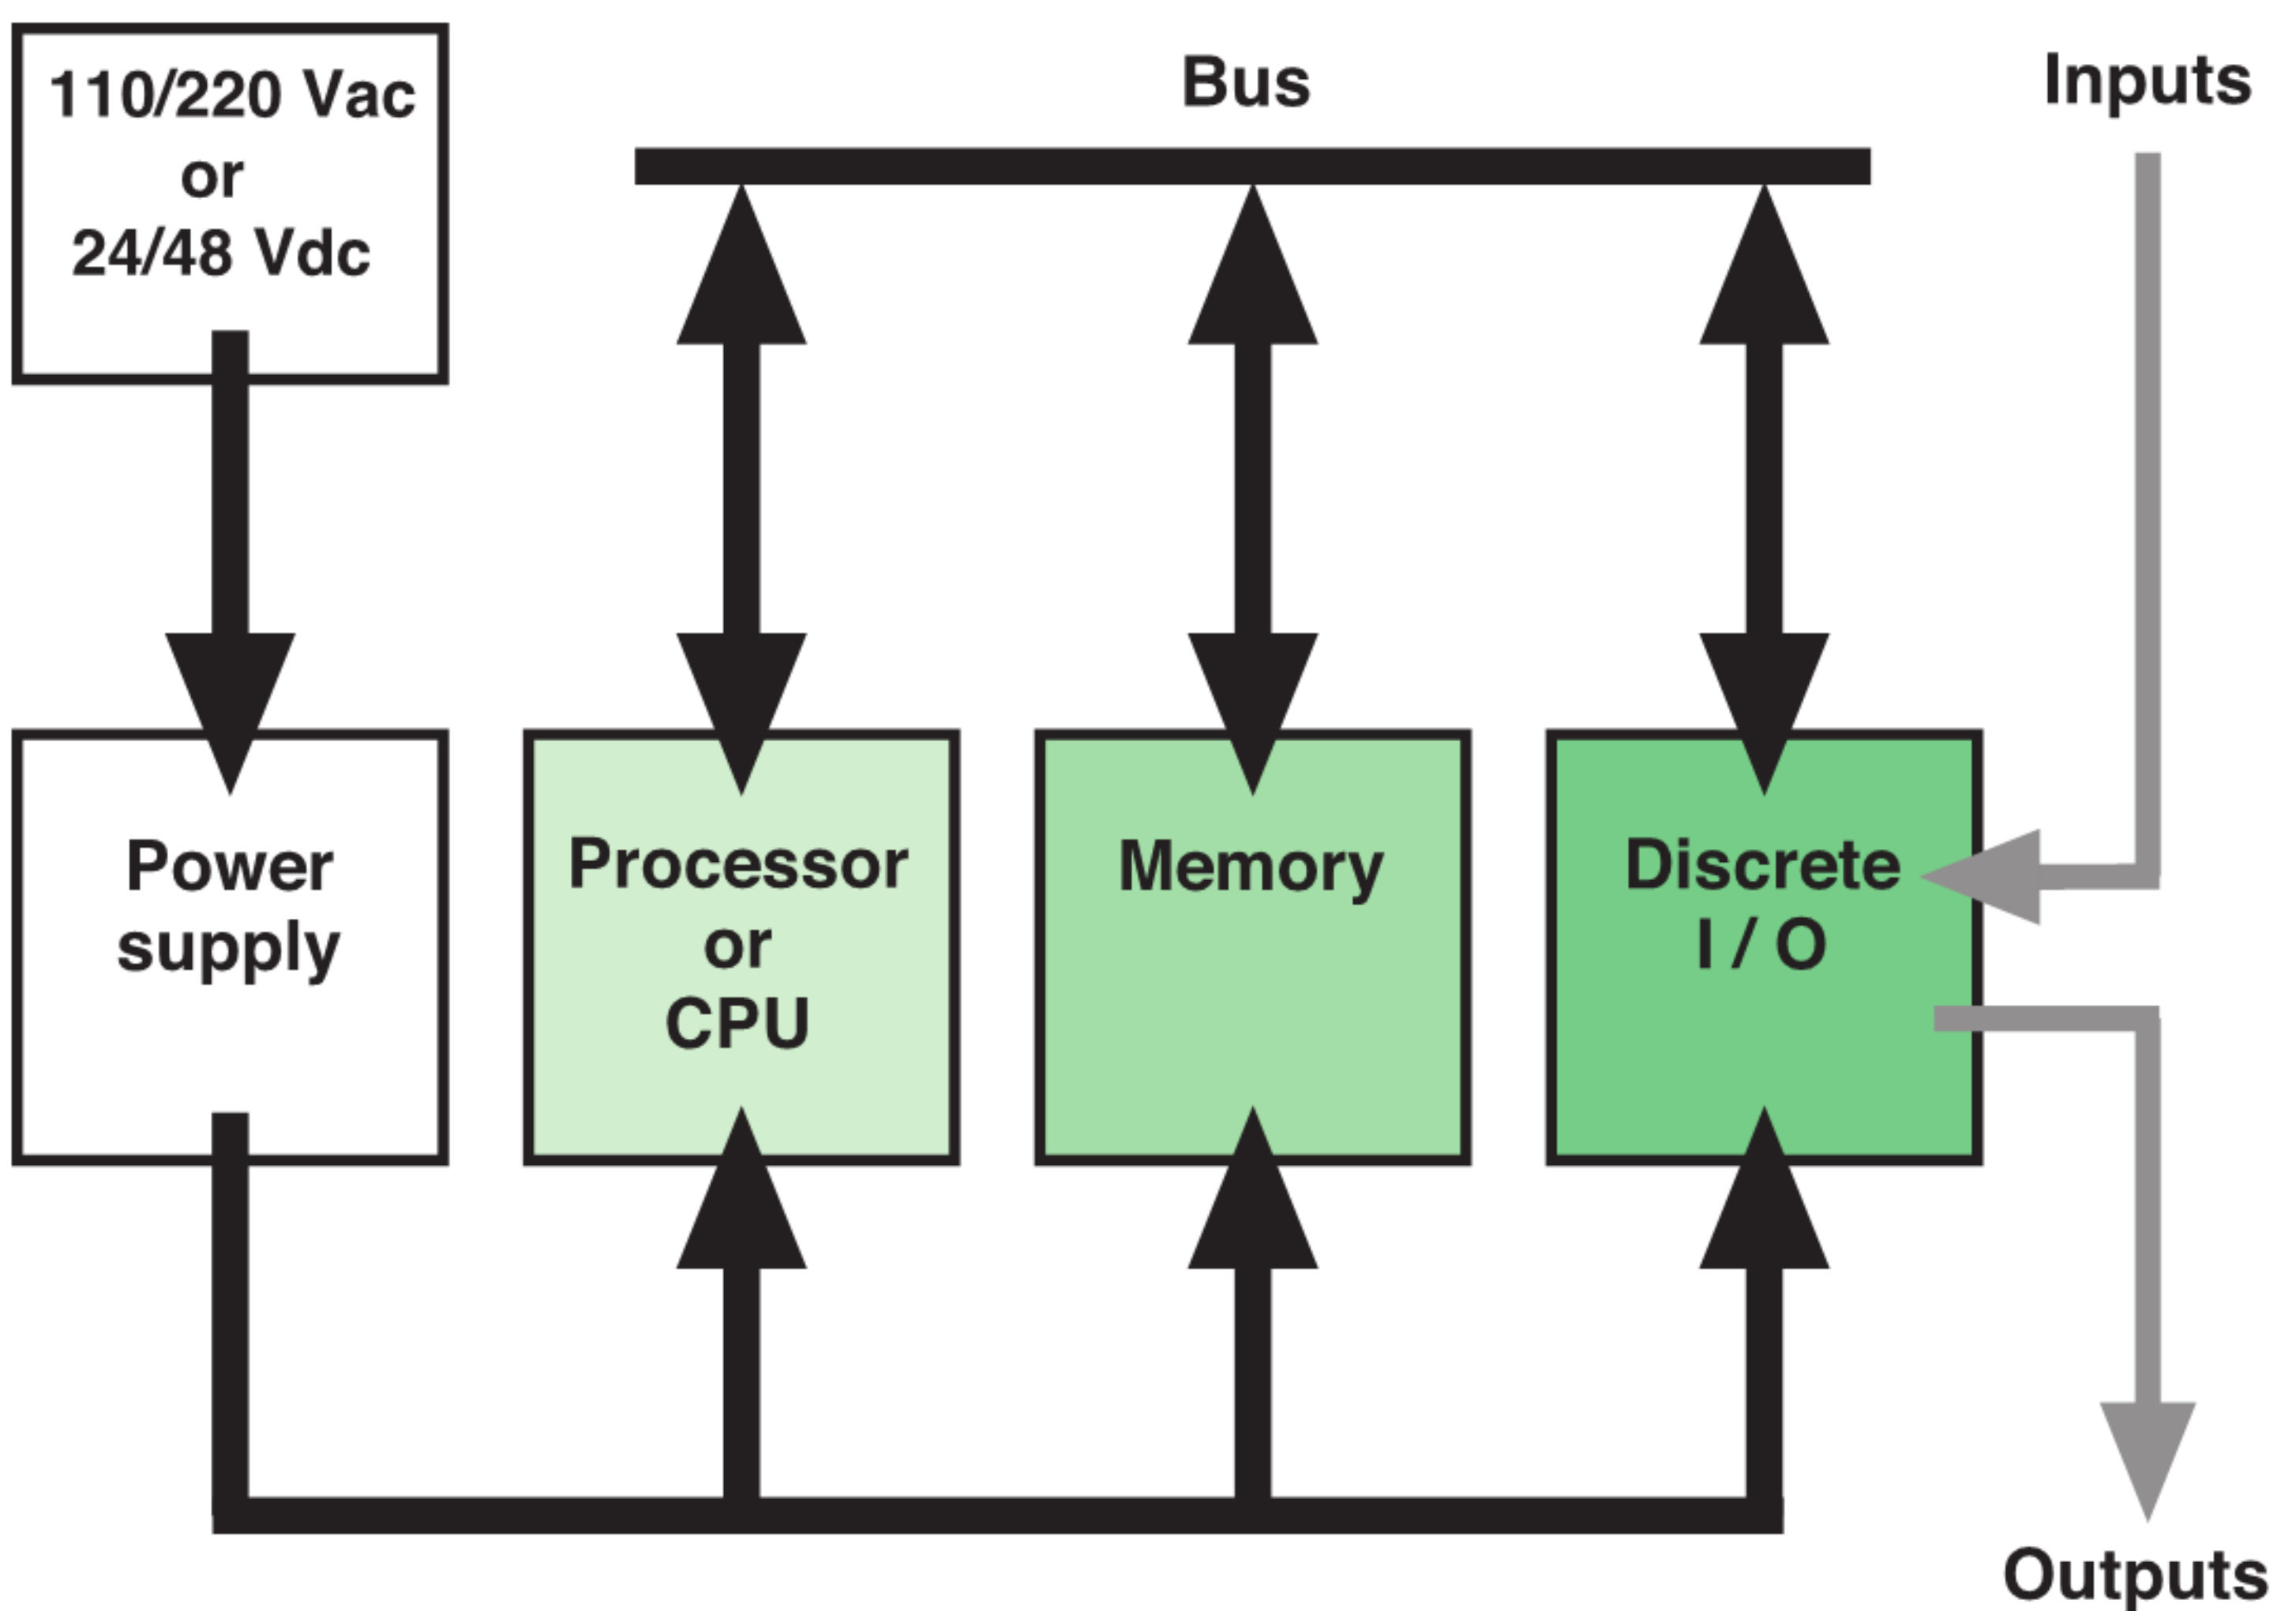 110/220 Vac
or
24/48 Vdc
Bus
Inputs
Power
supply
Processor
or
CPU
Memory
Discrete
I / O
Outputs